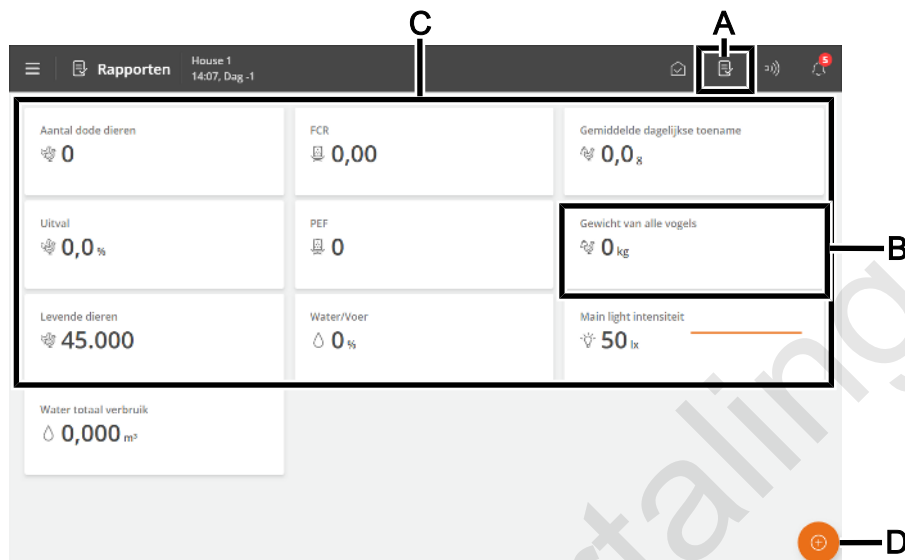 C
A
Rapporten
House 1
14:07, Dag -1
5
Aantal dode dieren
0
FCR
0,00
Gemiddelde dagelijkse toename
0,0 g
Uitval
0,0 %
PEF
0
Gewicht van alle vogels
0 kg
B
Levende dieren
45.000
Water/Voer
0 %
Main light intensiteit
50 lx
Water totaal verbruik
0,000 m³
D